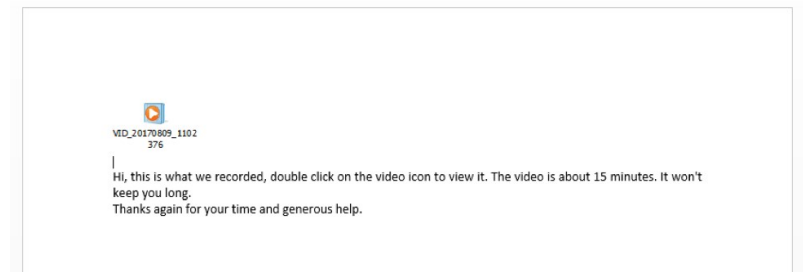 VID_20170809_1102
376
Hi, this is what we recorded, double click on the video icon to view it. The video is about 15 minutes. It won't
keep you long.
Thanks again for your time and generous help.